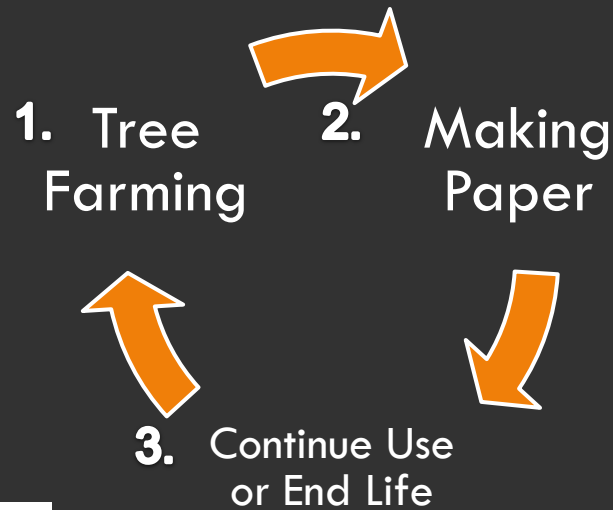 1. Tree
Farming
2. Making
Paper
3. Continue Use
or End Life